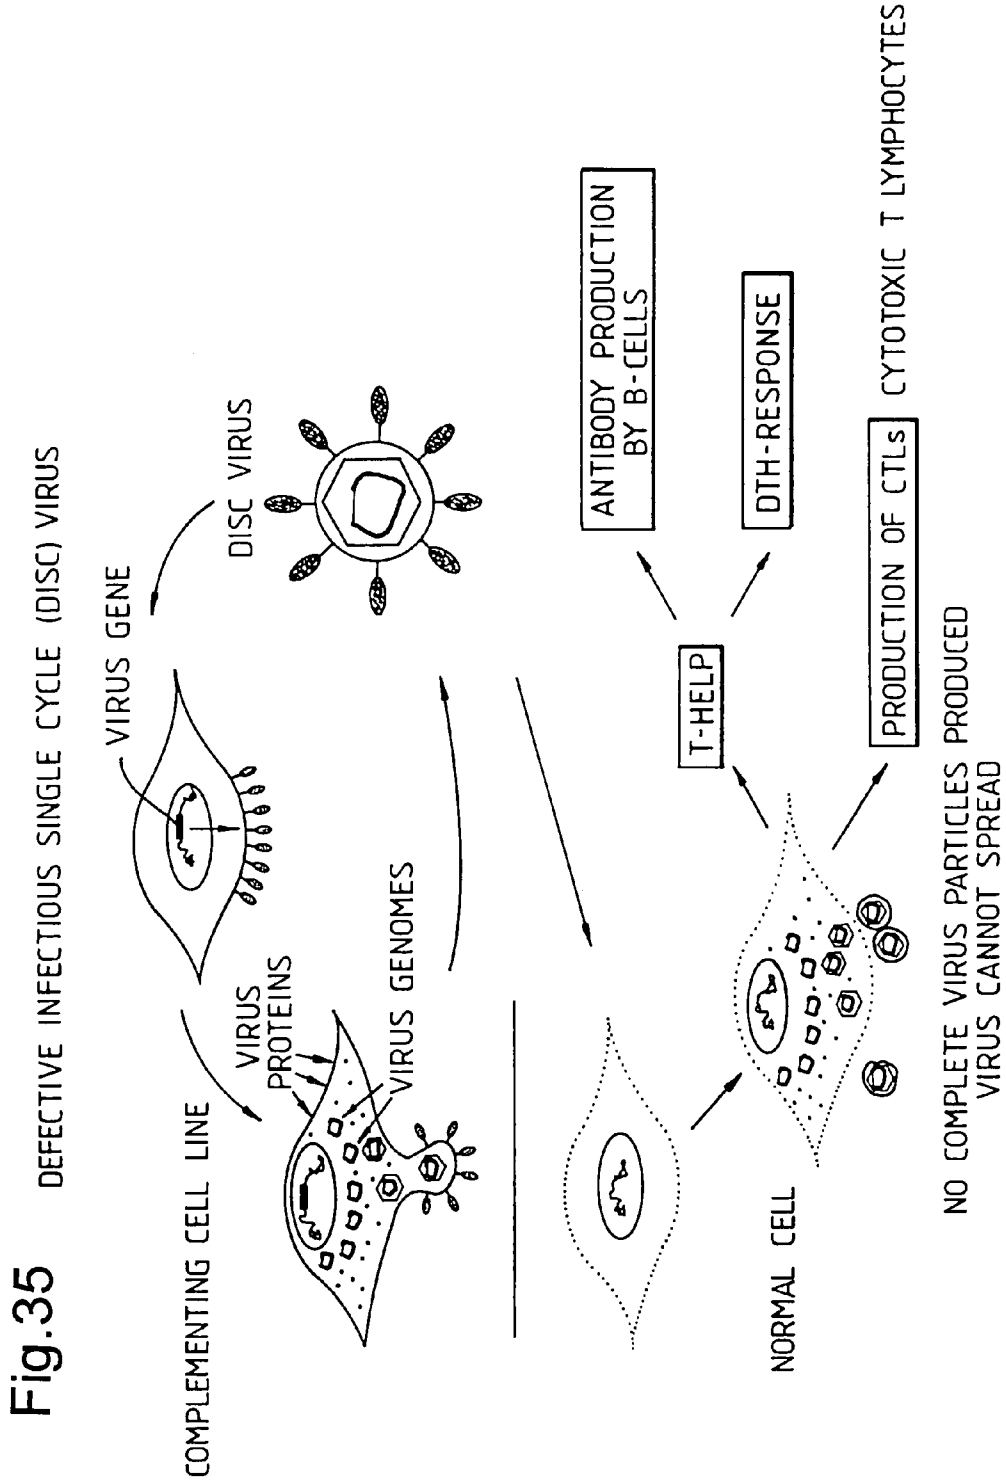 Fig.35
DEFECTIVE INFECTIOUS SINGLE CYCLE (DISC) VIRUS
COMPLEMENTING CELL LINE
VIRUS GENE
VIRUS
PROTEINS
DISC VIRUS
VIRUS GENOMES
NORMAL CELL
T-HELP
ANTIBODY PRODUCTION
BY B-CELLS
DTH-RESPONSE
PRODUCTION OF CTLs
CYTOTOXIC T LYMPHOCYTES
NO COMPLETE VIRUS PARTICLES PRODUCED
VIRUS CANNOT SPREAD